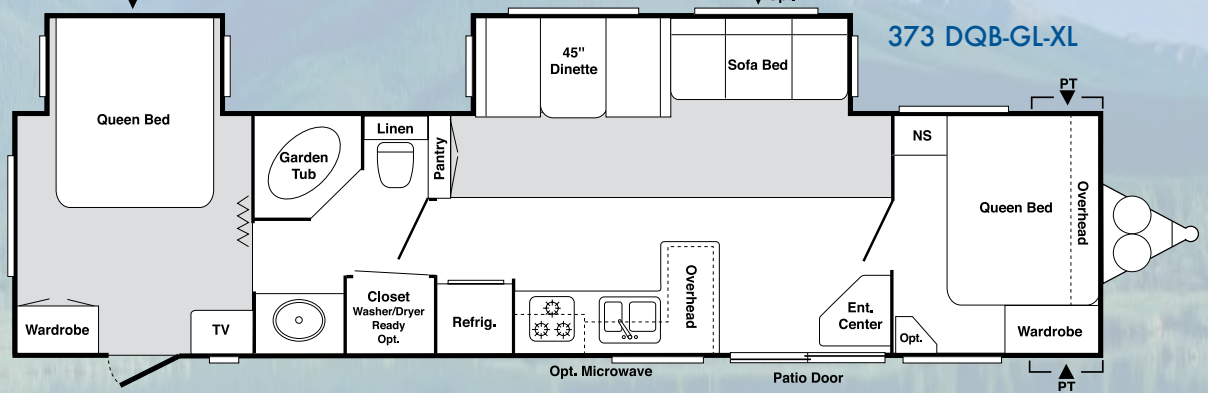 373 DQB-GL-XL
PT
Queen Bed
45"
Dinette
Sofa Bed
Linen
NS
Garden
Tub
Pantry
Overhead
Queen Bed
Overhead
Closet
Washer/Dryer
Ready
Opt.
Refrig.
Ent.
Center
Wardrobe
TV
Opt.
Wardrobe
Opt. Microwave
Patio Door
PT